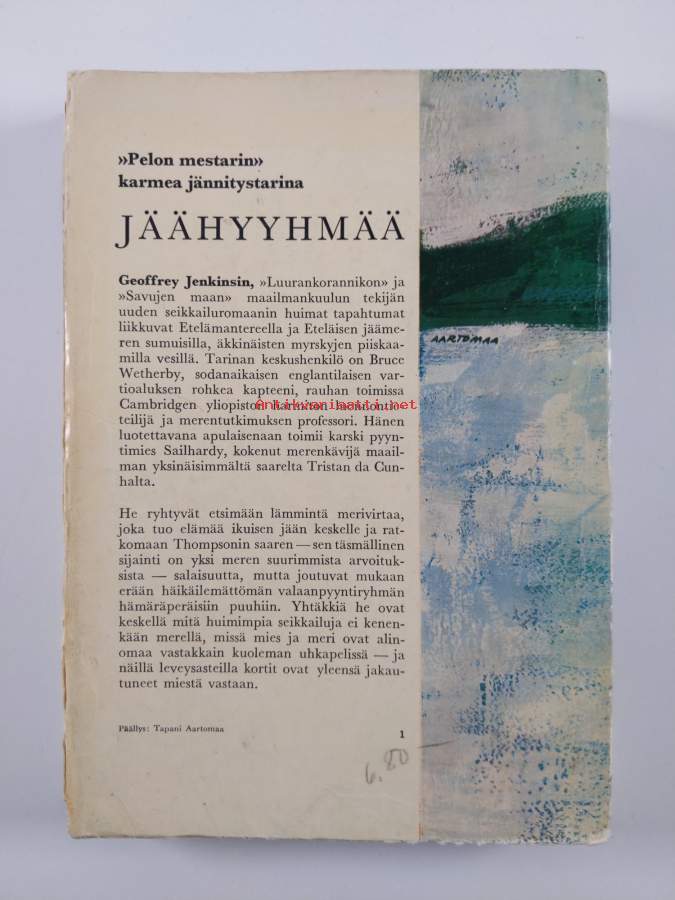 »Pelon mestarin»
karmea jännitystarina
JÄÄHYYHMÄÄ
Geoffrey Jenkinsin, »Luurankorannikon» ja
»Savujen maan» maailmankuulun tekijän
uuden seikkailuromaanin huimat tapahtumat
liikkuvat Etelämantereella ja Eteläisen jääme-
ren sumuisilla, äkkinäisten myrskyjen piiskaa-
milla vesillä. Tarinan keskushenkilö on Bruce
Wetherby, sodanaikaisen englantilaisen var-
tioaluksen rohkea kapteeni, rauhan toimissa
Cambridgen yliopiston
Antikvariaatti.net
teilijä ja merentutkimuksen professori. Hänen
luotettavana apulaisenaan toimii karski pyyn-
timies Sailhardy, kokenut merenkävijä maail-
man yksinäisimmältä saarelta Tristan da Cun-
halta.
He ryhtyvät etsimään lämmintä merivirtaa,
joka tuo elämää ikuisen jään keskelle ja rat-
komaan Thompsonin saaren — sen täsmällinen
sijainti on yksi meren suurimmista arvoituk-
sista — salaisuutta, mutta joutuvat mukaan
erään häikäilemättömän valaanpyyntiryhmän
hämäräperäisiin puuhiin. Yhtäkkiä he ovat
keskellä mitä huimimpia seikkailuja ei kenen-
kään merellä, missä mies ja meri ovat alin-
omaa vastakkain kuoleman uhkapelissä — ja
näillä leveysasteilla kortit ovat yleensä jakau-
tuneet miestä vastaan.
Päällys: Tapani Aartomaa
1
6,80 —
AARTOMAA